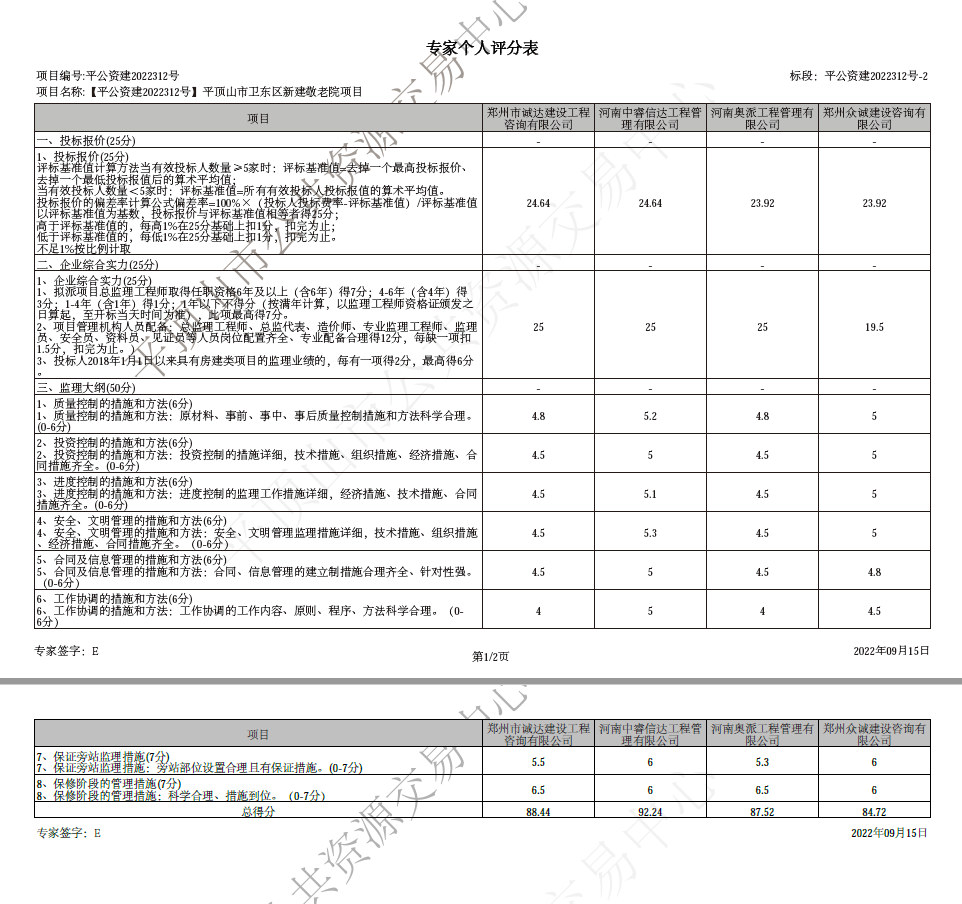 专家个人评分表
项目编号:平公资建2022312号
标段：平公资建2022312号-2
项目名称:【平公资建2022312号】平顶山市卫东区新建敬老院项目
项目 郑州市诚达建设工程咨询有限公司 河南中睿信达工程管理有限公司 河南奥派工程管理有限公司 郑州众诚建设咨询有限公司
一、投标报价(25分) - - - -
1、投标报价(25分)
评标基准值计算方法当有效投标人数量≥5家时：评标基准值=去掉一个最高投标报价、
去掉一个最低投标报价后的算术平均值；
当有效投标人数量＜5家时：评标基准值=所有有效投标人投标报值的算术平均值。
投标报价的偏差率计算公式偏差率=100%×（投标人投标费率-评标基准值）/评标基准值
以评标基准值为基数，投标报价与评标基准值相等者得25分；
高于评标基准值的，每高1%在25分基础上扣1分，扣完为止；
低于评标基准值的，每低1%在25分基础上扣1分，扣完为止。
不足1%按比例计取
24.64 24.64 23.92 23.92
二、企业综合实力(25分) - - - -
1、企业综合实力(25分)
1、拟派项目总监理工程师取得任职资格6年及以上（含6年）得7分；4-6年（含4年）得
3分；1-4年（含1年）得1分；1年以下不得分（按满年计算，以监理工程师资格证颁发之
日算起，至开标当天时间为准），此项最高得7分。
2、项目管理机构人员配备：总监理工程师、总监代表、造价师、专业监理工程师、监理
员、安全员、资料员、见证员等人员岗位配置齐全、专业配备合理得12分，每缺一项扣
1.5分，扣完为止。）
3、投标人2018年1月1日以来具有房建类项目的监理业绩的，每有一项得2分，最高得6分
。
25 25 25 19.5
三、监理大纲(50分) - - - -
1、质量控制的措施和方法(6分)
1、质量控制的措施和方法：原材料、事前、事中、事后质量控制措施和方法科学合理。
(0-6分)
4.8 5.2 4.8 5
2、投资控制的措施和方法(6分)
2、投资控制的措施和方法：投资控制的措施详细，技术措施、组织措施、经济措施、合
同措施齐全。(0-6分)
4.5 5 4.5 5
3、进度控制的措施和方法(6分)
3、进度控制的措施和方法：进度控制的监理工作措施详细，经济措施、技术措施、合同
措施齐全。(0-6分)
4.5 5.1 4.5 5
4、安全、文明管理的措施和方法(6分)
4、安全、文明管理的措施和方法：安全、文明管理监理措施详细，技术措施、组织措施
、经济措施、合同措施齐全。（0-6分）
4.5 5.3 4.5 5
5、合同及信息管理的措施和方法(6分)
5、合同及信息管理的措施和方法：合同、信息管理的建立制措施合理齐全、针对性强。
（0-6分）
4.5 5 4.5 4.8
6、工作协调的措施和方法(6分)
6、工作协调的措施和方法：工作协调的工作内容、原则、程序、方法科学合理。（0-
6分）
4 5 4 4.5
专家签字：E
2022年09月15日
第1/2页
项目 郑州市诚达建设工程咨询有限公司 河南中睿信达工程管理有限公司 河南奥派工程管理有限公司 郑州众诚建设咨询有限公司
7、保证旁站监理措施(7分)
7、保证旁站监理措施：旁站部位设置合理且有保证措施。(0-7分)
5.5 6 5.3 6
8、保修阶段的管理措施(7分)
8、保修阶段的管理措施：科学合理、措施到位。（0-7分）
6.5 6 6.5 6
总得分 88.44 92.24 87.52 84.72
专家签字：E
2022年09月15日
平顶山市公共资源交易中心
平顶山市公共资源交易中心
共资源交易中心
易中心